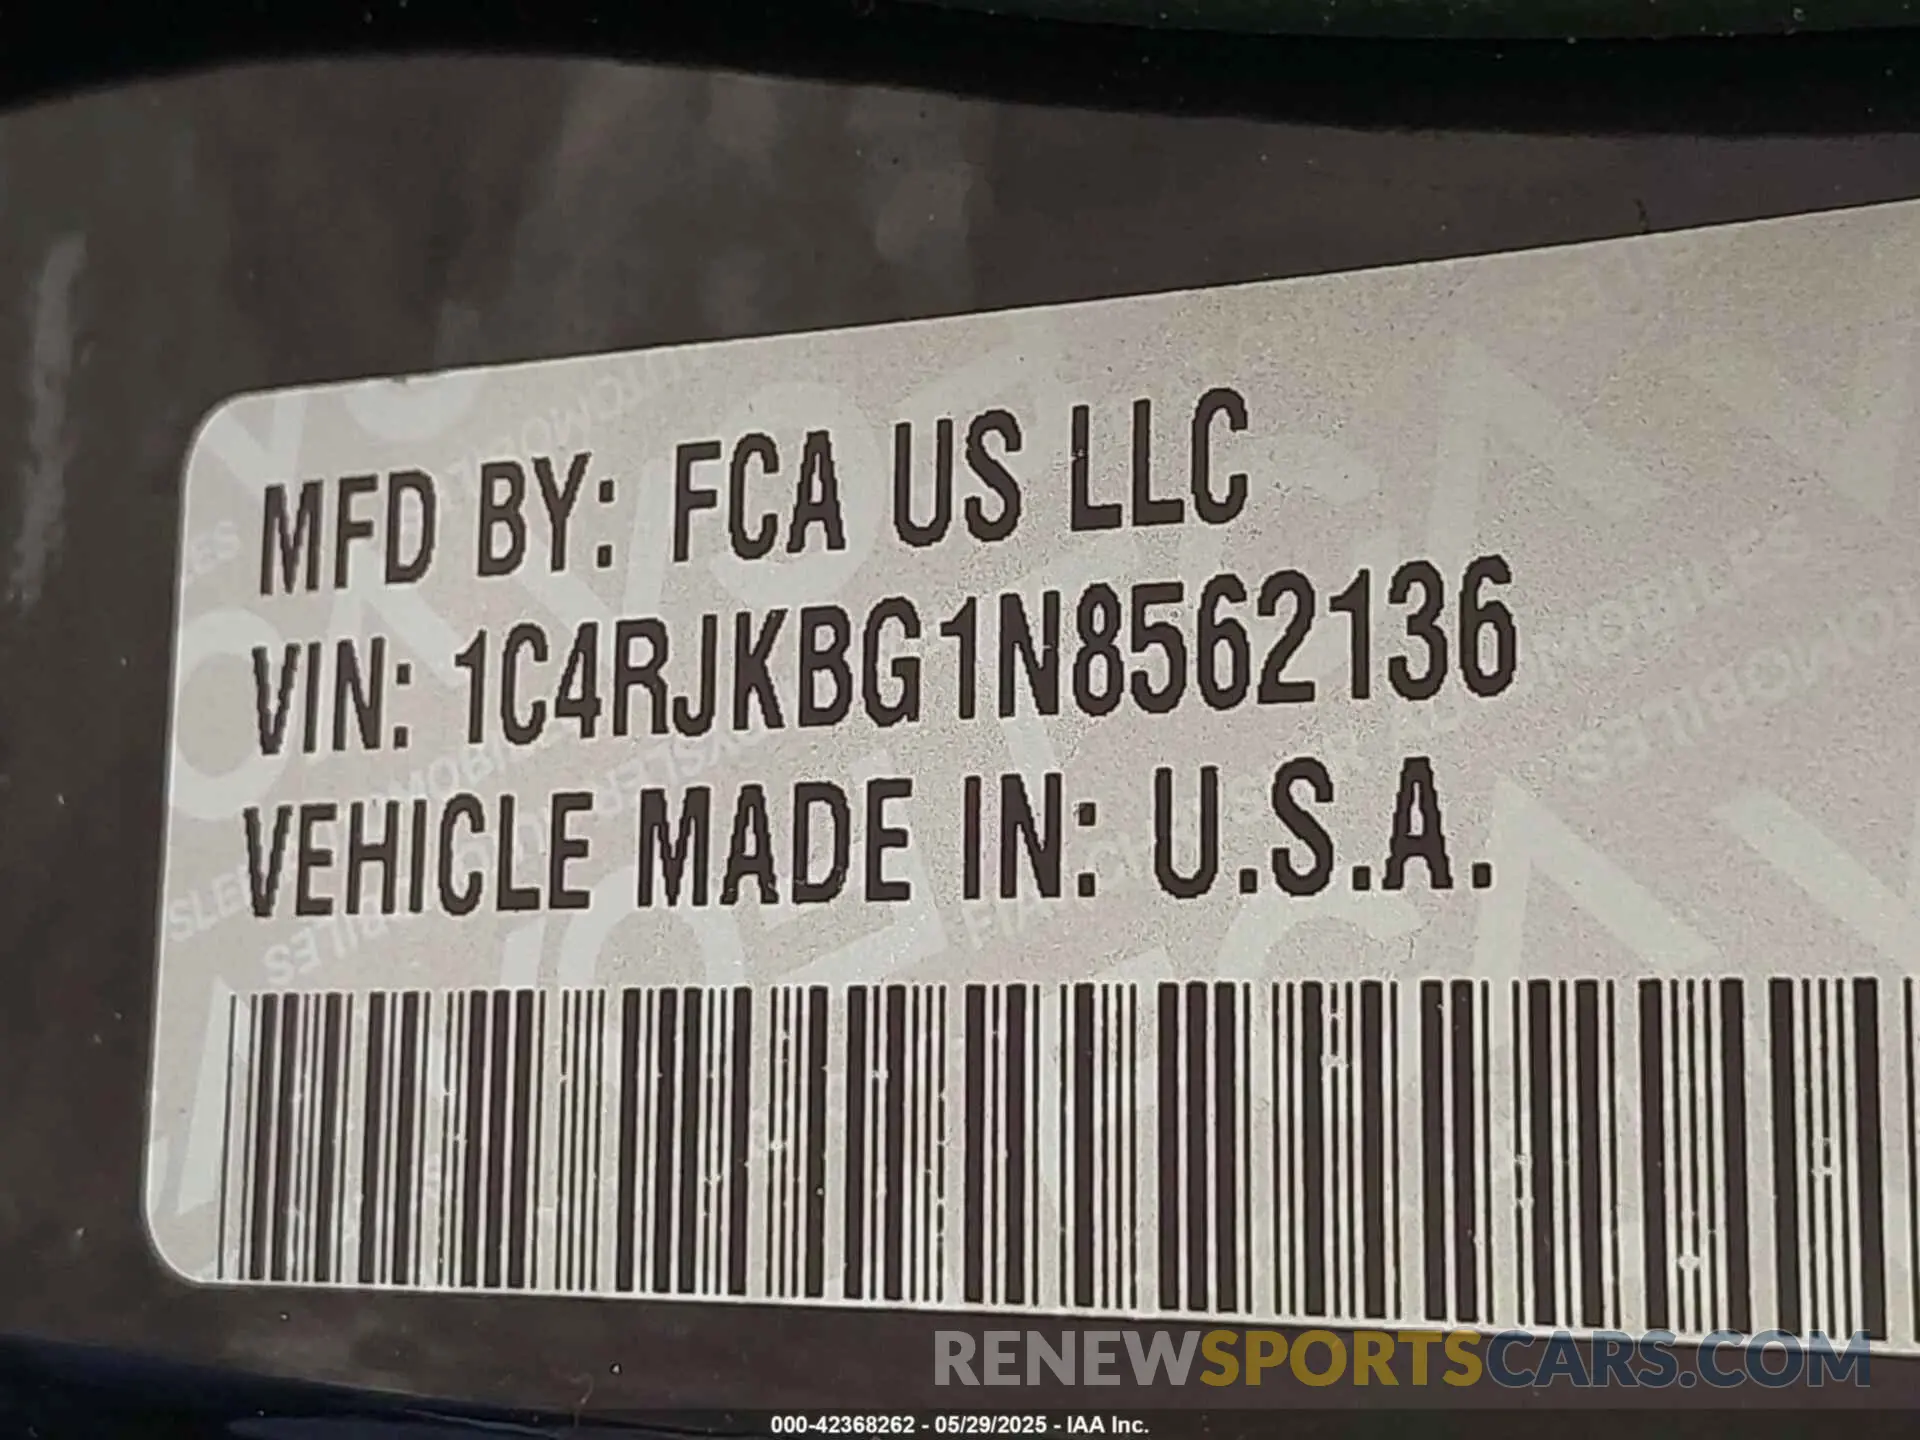 MFD BY: FCA US LLC
VIN: 1C4RJKBG1N8562136
VEHICLE MADE IN: U.S.A.
RENEWSPORTSCARS.COM
000-42368262 - 05/29/2025 - IAA Inc.